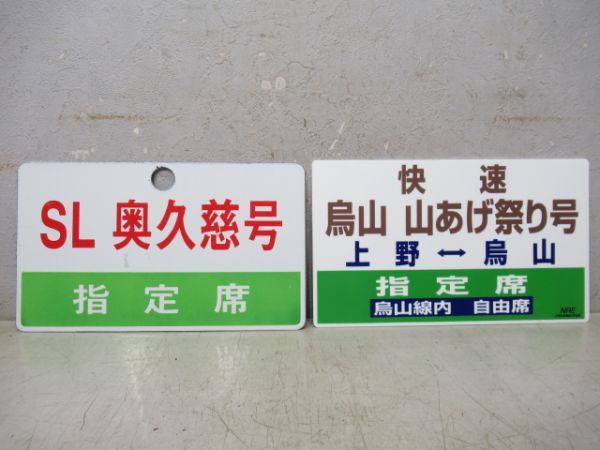 SL 奥久慈号
指定席
快速
烏山 山あげ祭り号
上野 ↔ 烏山
指定席
烏山線内 自由席
NRE